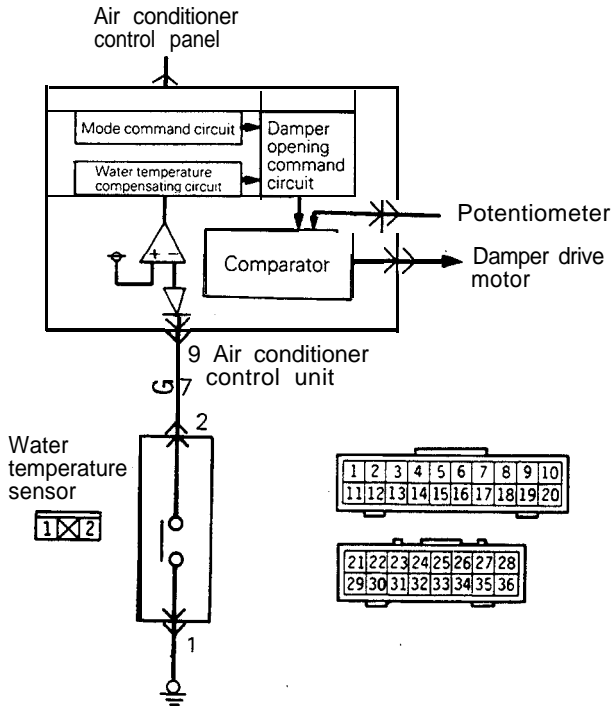 Air conditioner
control panel
Mode command circuit
Damper
opening
command
circuit
Water temperature
compensating circuit
Potentiometer
Comparator
Damper drive
motor
+ −
9 Air conditioner
control unit
G
7
2
Water
temperature
sensor
1 2
1
1 2 3 4 5 6 7 8 9 10
11 12 13 14 15 16 17 18 19 20
21 22 23 24 25 26 27 28
29 30 31 32 33 34 35 36